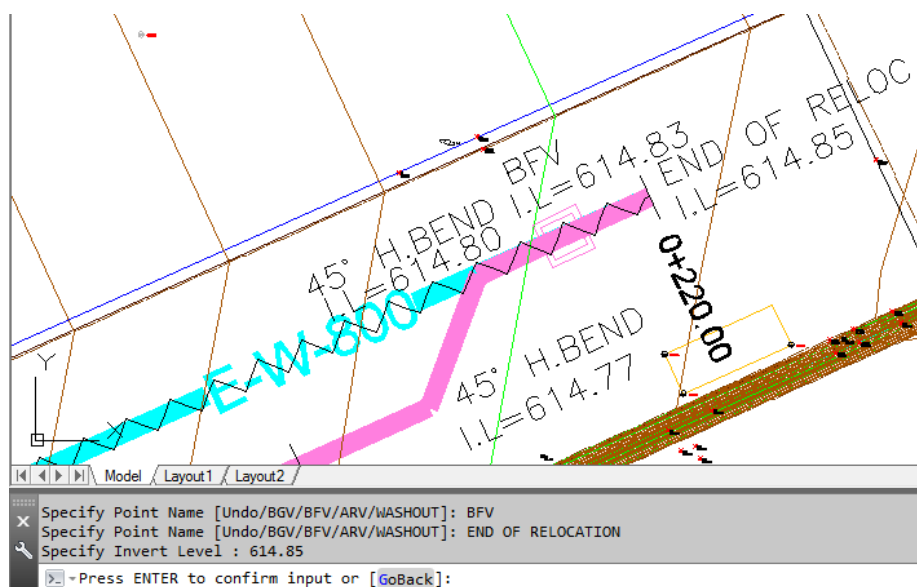 BFV
I.L=614.83
END OF RELOC
I.L=614.85
45° H.BEND
I.L=614.80
E-W-800
0+220.00
45° H.BEND
I.L=614.77
Y
X
Model
Layout1
Layout2
Specify Point Name [Undo/BGV/BFV/ARV/WASHOUT]: BFV
Specify Point Name [Undo/BGV/BFV/ARV/WASHOUT]: END OF RELOCATION
Specify Invert Level : 614.85
Press ENTER to confirm input or [GoBack]: